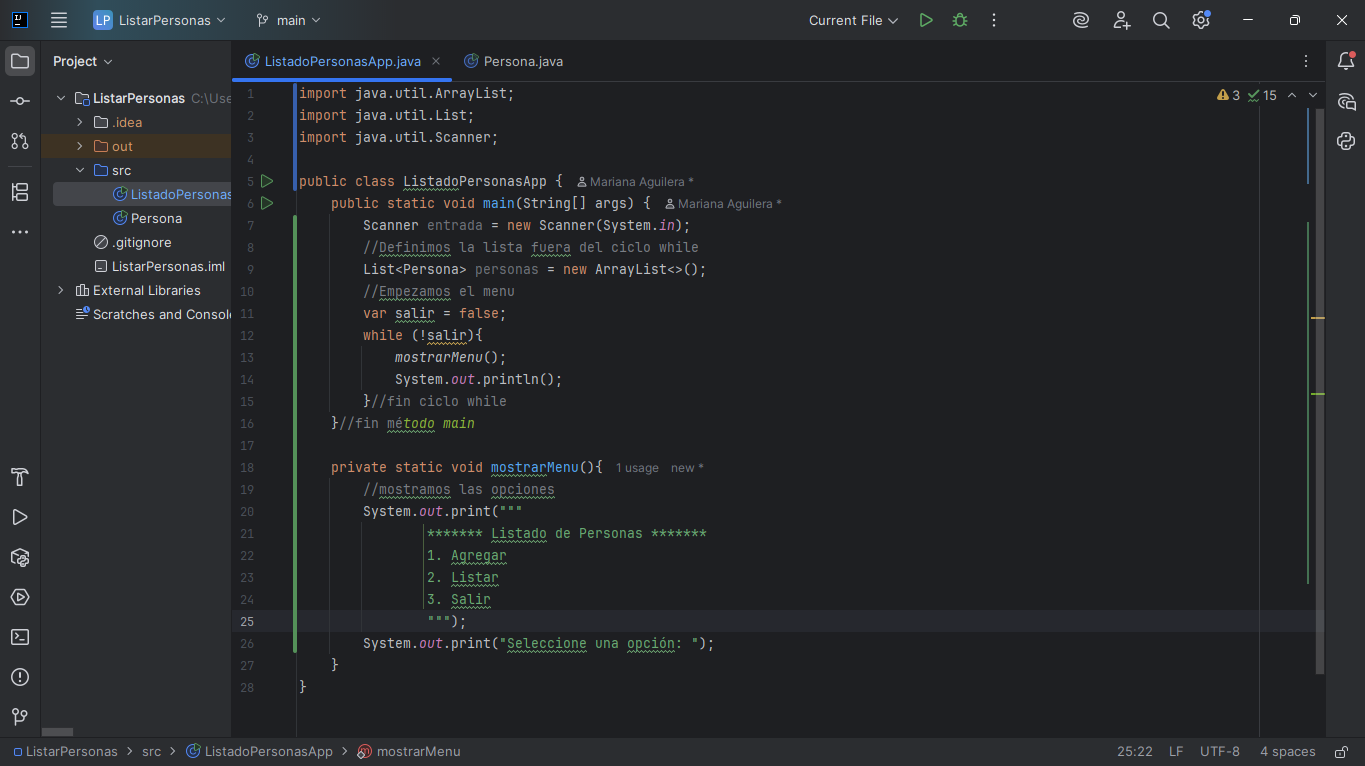 LP ListarPersonas main Current File
Project
ListarPersonas C:\Use
.idea
out
src
ListadoPersonas
Persona
.gitignore
ListarPersonas.iml
External Libraries
Scratches and Consol
ListadoPersonasApp.java Persona.java
3 15
1 import java.util.ArrayList;
2 import java.util.List;
3 import java.util.Scanner;
4
5 public class ListadoPersonasApp { Mariana Aguilera *
6 public static void main(String[] args) { Mariana Aguilera *
7 Scanner entrada = new Scanner(System.in);
8 //Definimos la lista fuera del ciclo while
9 List<Persona> personas = new ArrayList<>();
10 //Empezamos el menu
11 var salir = false;
12 while (!salir){
13 mostrarMenu();
14 System.out.println();
15 }//fin ciclo while
16 }//fin método main
17
18 private static void mostrarMenu(){ 1 usage new *
19 //mostramos las opciones
20 System.out.print("""
21 ******* Listado de Personas *******
22 1. Agregar
23 2. Listar
24 3. Salir
25 """);
26 System.out.print("Seleccione una opción: ");
27 }
28 }
ListarPersonas > src > ListadoPersonasApp > mostrarMenu 25:22 LF UTF-8 4 spaces